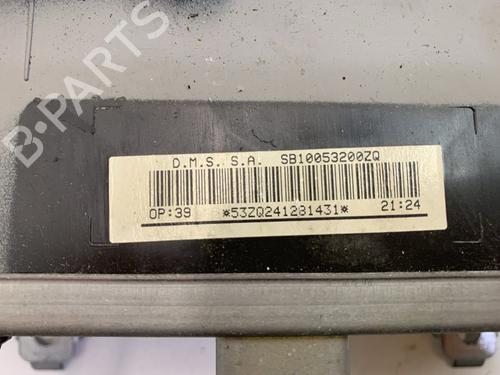 D.M.S. S.A. SB10053200ZQ
OP:39 *53ZQ241281431* 21:24
B-PARTS